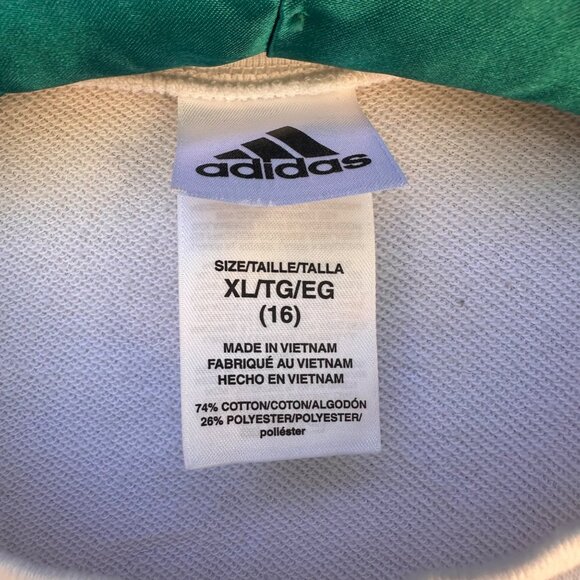 adidas
SIZE/TAILLE/TALLA
XL/TG/EG
(16)
MADE IN VIETNAM
FABRIQUÉ AU VIETNAM
HECHO EN VIETNAM
74% COTTON/COTON/ALGODÓN
26% POLYESTER/POLYESTER/
poliéster